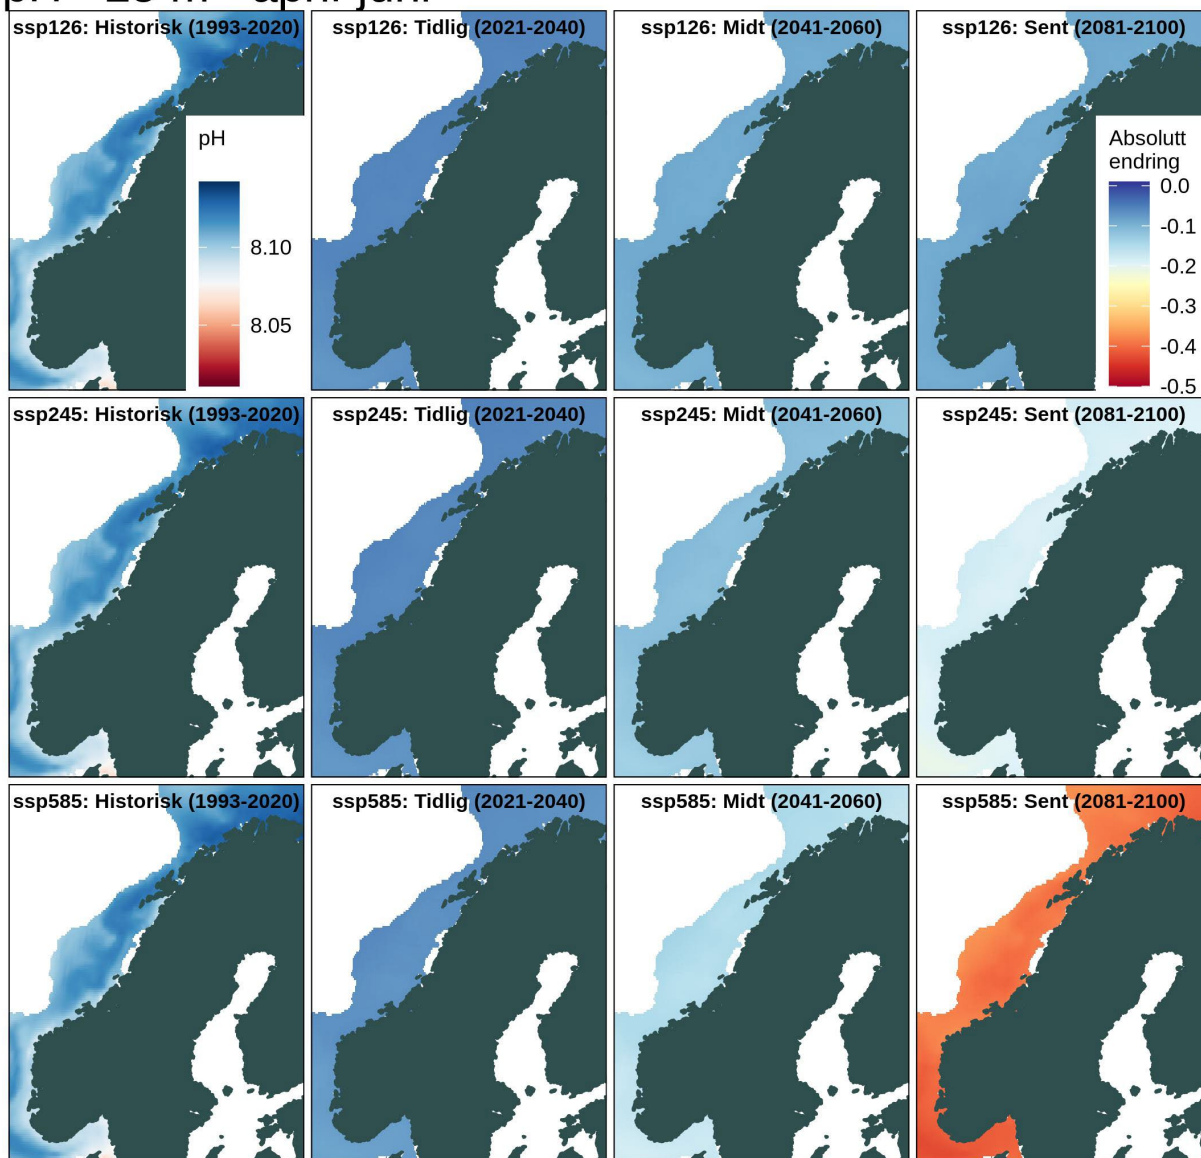 ssp126: Historisk (1993-2020) ssp126: Tidlig (2021-2040) ssp126: Midt (2041-2060) ssp126: Sent (2081-2100)
pH
8.10
8.05
Absolutt
endring
0.0
-0.1
-0.2
-0.3
-0.4
-0.5
ssp245: Historisk (1993-2020) ssp245: Tidlig (2021-2040) ssp245: Midt (2041-2060) ssp245: Sent (2081-2100)
ssp585: Historisk (1993-2020) ssp585: Tidlig (2021-2040) ssp585: Midt (2041-2060) ssp585: Sent (2081-2100)